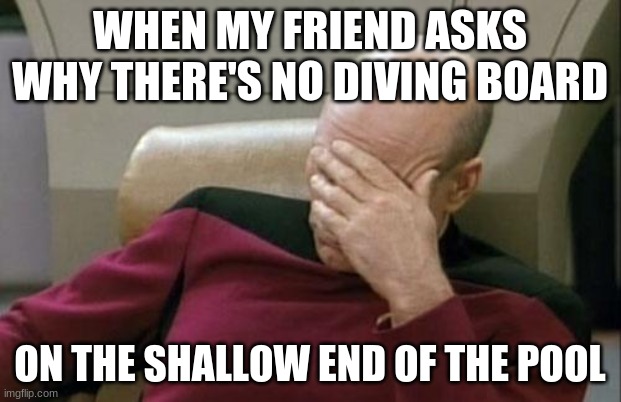 WHEN MY FRIEND ASKS
WHY THERE'S NO DIVING BOARD
ON THE SHALLOW END OF THE POOL
imgflip.com